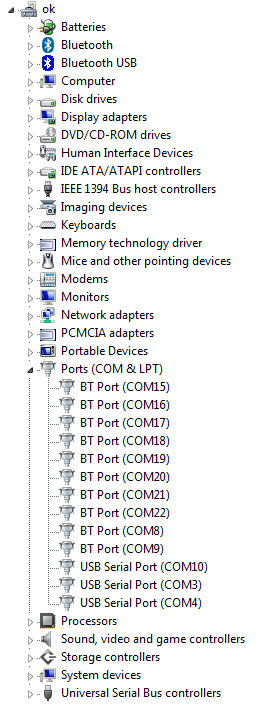 ok
Batteries
Bluetooth
Bluetooth USB
Computer
Disk drives
Display adapters
DVD/CD-ROM drives
Human Interface Devices
IDE ATA/ATAPI controllers
IEEE 1394 Bus host controllers
Imaging devices
Keyboards
Memory technology driver
Mice and other pointing devices
Modems
Monitors
Network adapters
PCMCIA adapters
Portable Devices
Ports (COM & LPT)
BT Port (COM15)
BT Port (COM16)
BT Port (COM17)
BT Port (COM18)
BT Port (COM19)
BT Port (COM20)
BT Port (COM21)
BT Port (COM22)
BT Port (COM8)
BT Port (COM9)
USB Serial Port (COM10)
USB Serial Port (COM3)
USB Serial Port (COM4)
Processors
Sound, video and game controllers
Storage controllers
System devices
Universal Serial Bus controllers